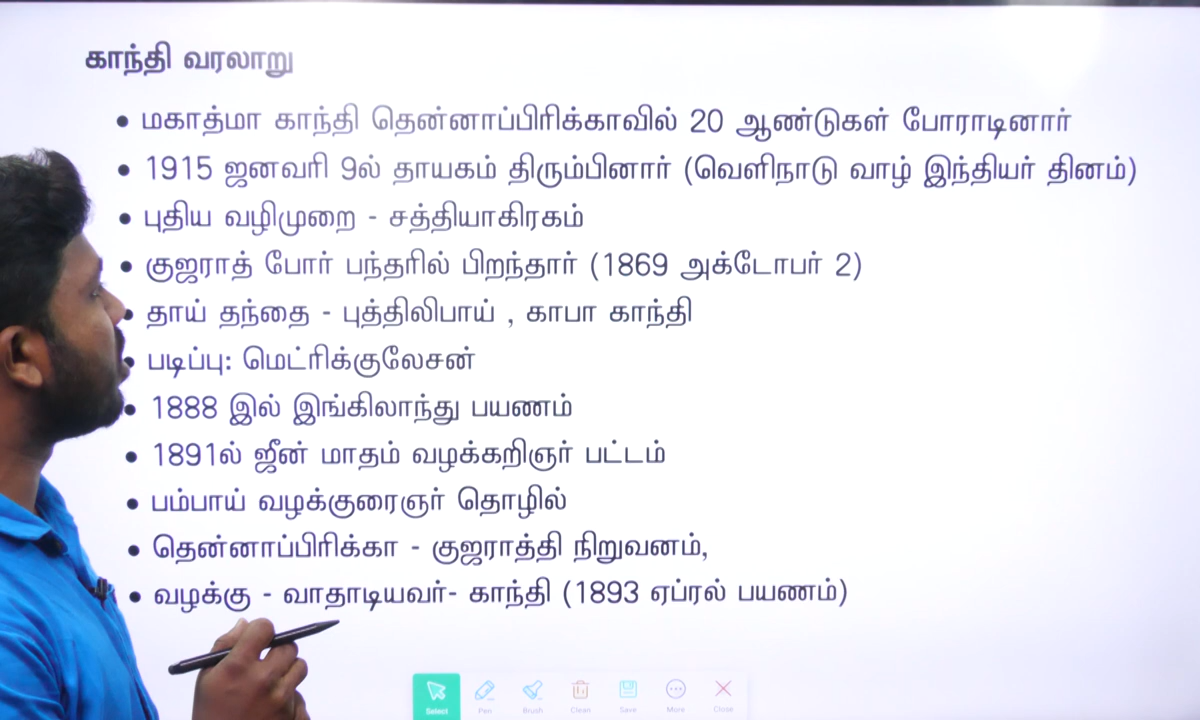 காந்தி வரலாறு
• மகாத்மா காந்தி தென்னாப்பிரிக்காவில் 20 ஆண்டுகள் போராடினார்
• 1915 ஜனவரி 9ல் தாயகம் திரும்பினார் (வெளிநாடு வாழ் இந்தியர் தினம்)
• புதிய வழிமுறை - சத்தியாகிரகம்
• குஜராத் போர் பந்தரில் பிறந்தார் (1869 அக்டோபர் 2)
• தாய் தந்தை - புத்திலிபாய் , காபா காந்தி
• படிப்பு: மெட்ரிக்குலேசன்
• 1888 இல் இங்கிலாந்து பயணம்
• 1891ல் ஜீன் மாதம் வழக்கறிஞர் பட்டம்
• பம்பாய் வழக்குரைஞர் தொழில்
• தென்னாப்பிரிக்கா - குஜராத்தி நிறுவனம்,
• வழக்கு - வாதாடியவர்- காந்தி (1893 ஏப்ரல் பயணம்)
Select Pen Brush Clean Save More Close